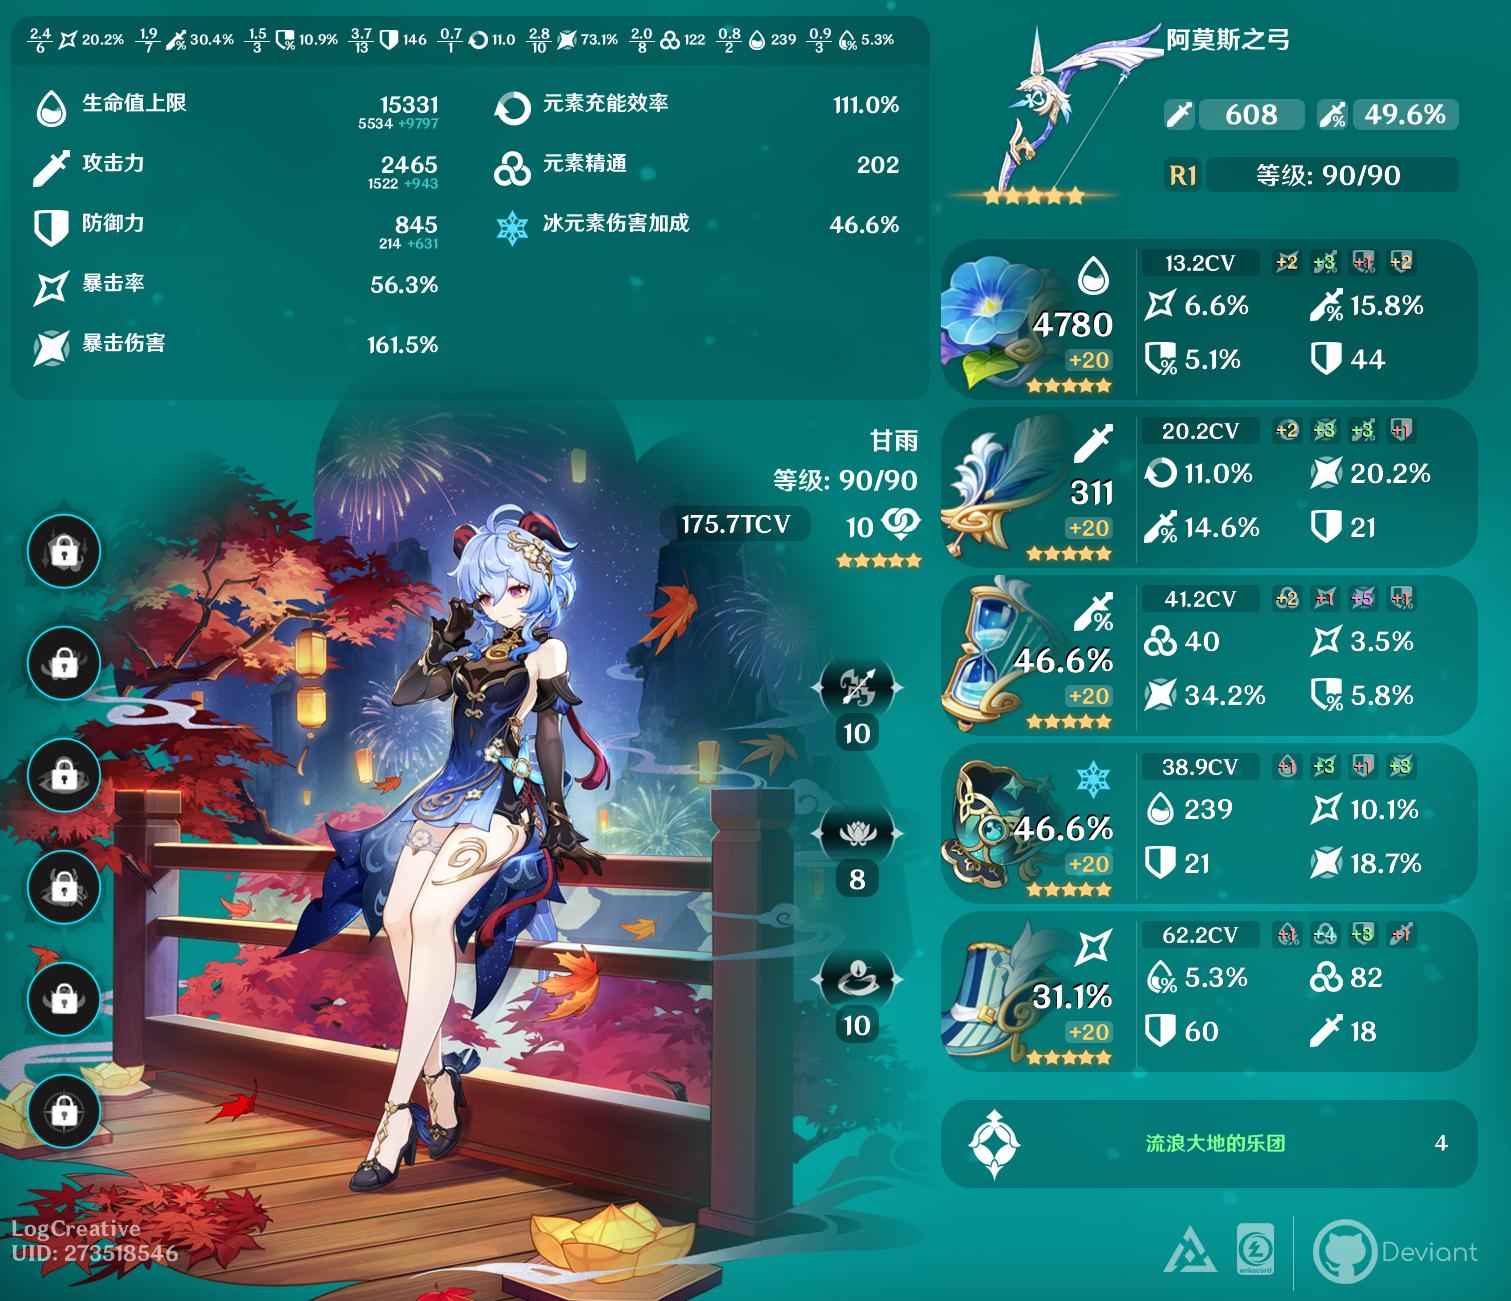 2.4/6 20.2% 1.9/7 30.4% 1.5/3 10.9% 3.7/13 146 0.7/1 11.0 2.8/10 73.1% 2.0/8 122 0.8/2 239 0.9/3 5.3%
生命值上限 15331
5534 +9797
元素充能效率 111.0%
攻击力 2465
1522 +943
元素精通 202
防御力 845
214 +631
冰元素伤害加成 46.6%
暴击率 56.3%
暴击伤害 161.5%
甘雨
等级: 90/90
175.7TCV 10
10
8
10
LogCreative
UID: 273518546
阿莫斯之弓
608 49.6%
R1 等级: 90/90
4780
+20
13.2CV +2 +3 +1 +2
6.6% 15.8%
5.1% 44
311
+20
20.2CV +2 +3 +3 +1
11.0% 20.2%
14.6% 21
46.6%
+20
41.2CV +2 +1 +5 +1
40 3.5%
34.2% 5.8%
46.6%
+20
38.9CV +1 +3 +1 +3
239 10.1%
21 18.7%
31.1%
+20
62.2CV +1 +4 +3 +1
5.3% 82
60 18
流浪大地的乐团 4
enkacard
Deviant